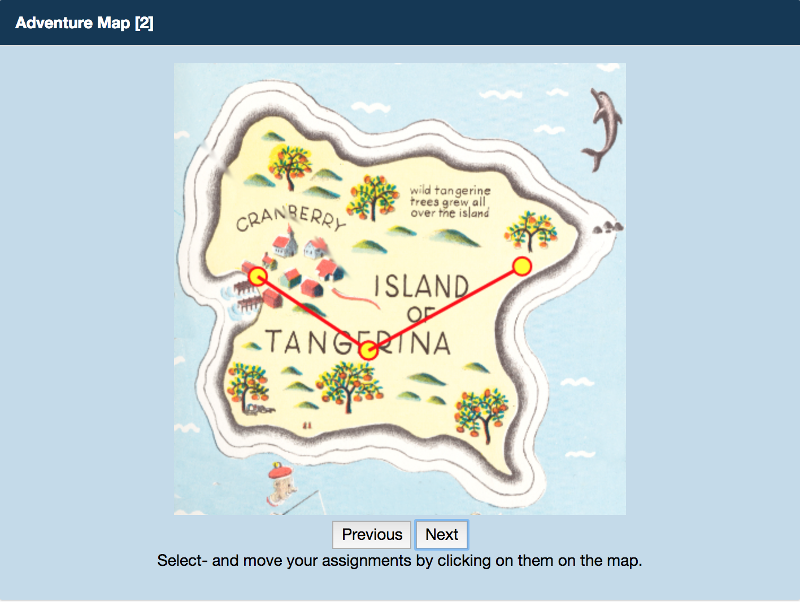 Adventure Map [2]
wild tangerine
trees grew all
over the island
CRANBERRY
ISLAND
OF
TANGERINA
Previous Next
Select- and move your assignments by clicking on them on the map.